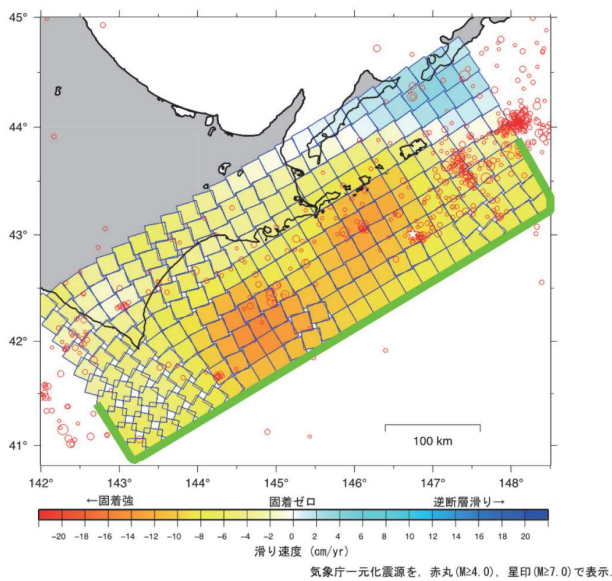 45°
44°
43°
42°
41°
100 km
142° 143° 144° 145° 146° 147° 148°
←固着強 固着ゼロ 逆断層滑り→
-20 -18 -16 -14 -12 -10 -8 -6 -4 -2 0 2 4 6 8 10 12 14 16 18 20
滑り速度 (cm/yr)
気象庁一元化震源を, 赤丸(M≥4.0), 星印(M≥7.0)で表示.